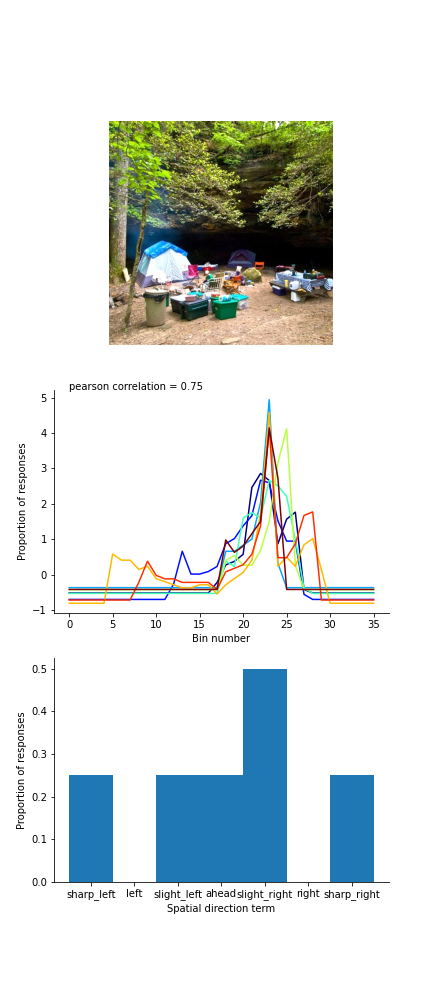 pearson correlation = 0.75
5
4
3
2
1
0
−1
Proportion of responses
0 5 10 15 20 25 30 35
Bin number
0.5
0.4
0.3
0.2
0.1
0.0
Proportion of responses
sharp_left left slight_left ahead slight_right right sharp_right
Spatial direction term